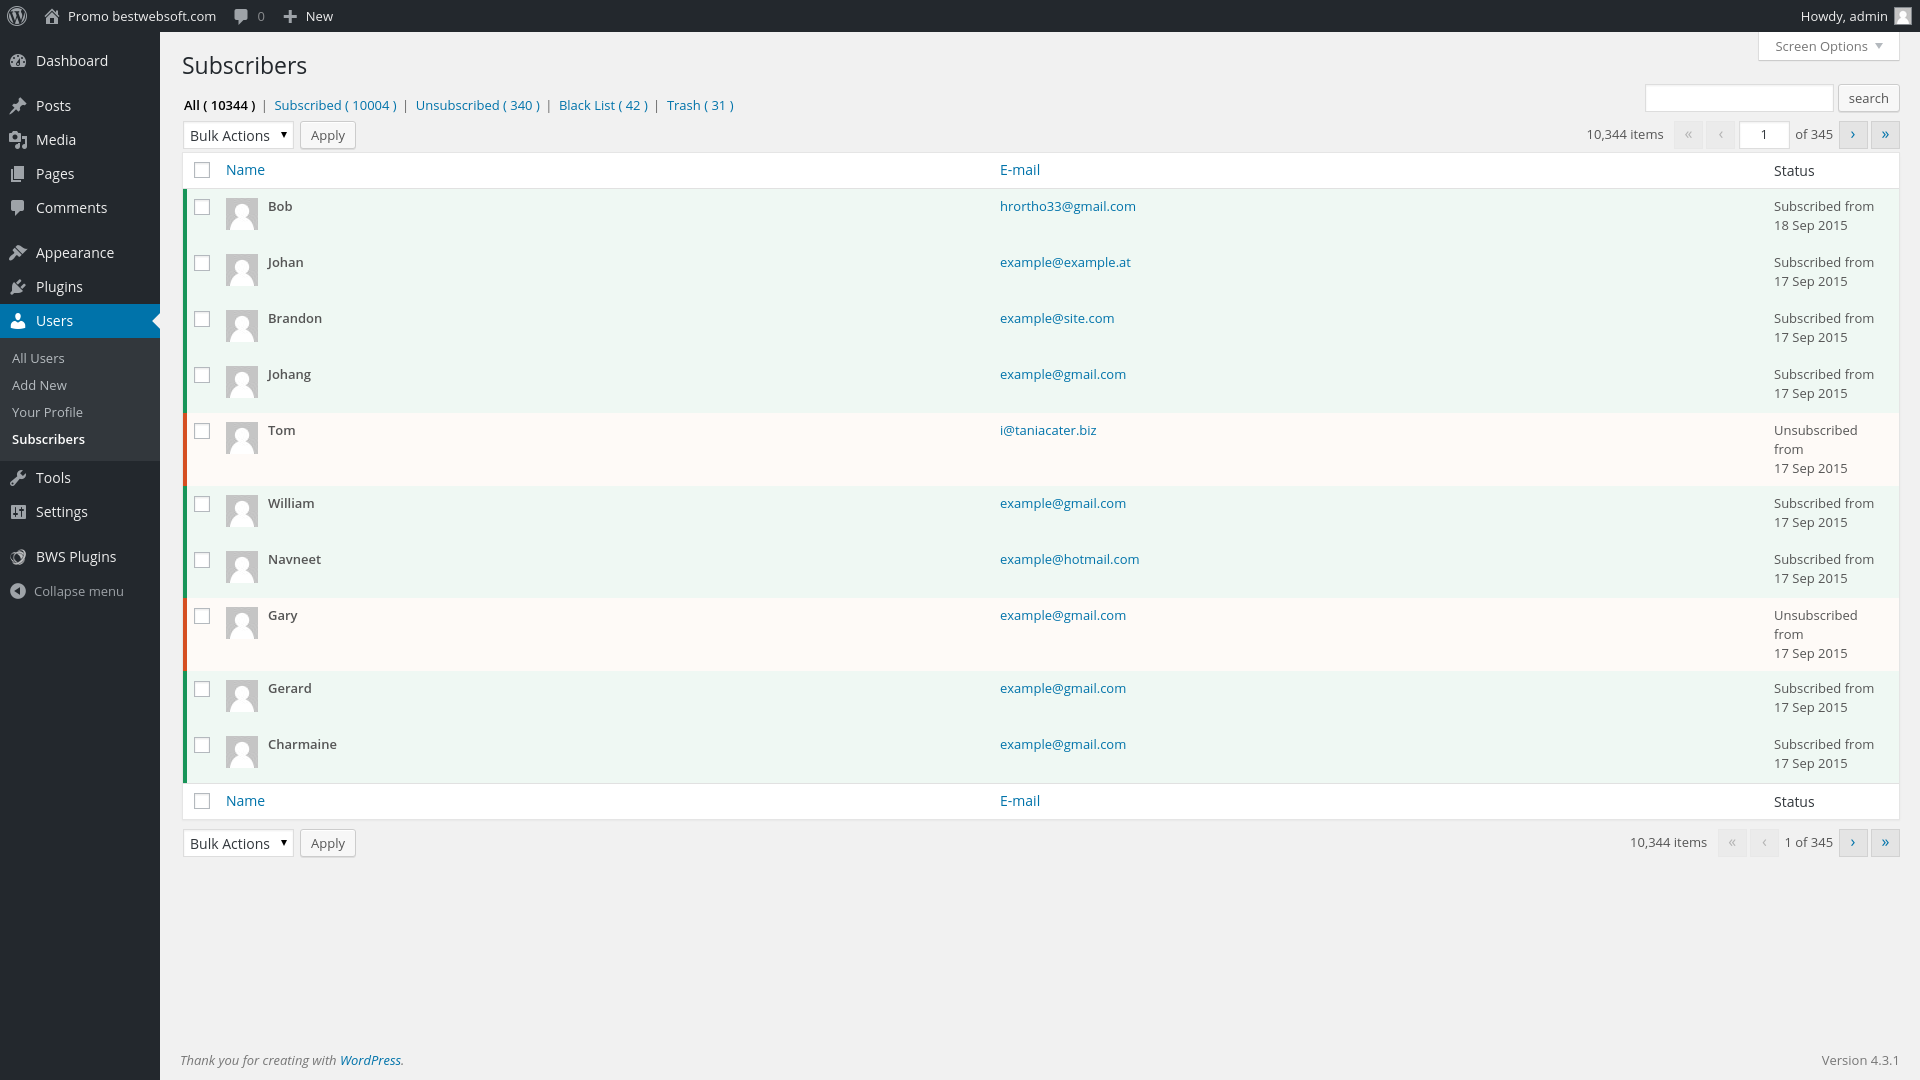 Promo bestwebsoft.com 0 New Howdy, admin
Screen Options
Dashboard
Posts
Media
Pages
Comments
Appearance
Plugins
Users
All Users
Add New
Your Profile
Subscribers
Tools
Settings
BWS Plugins
Collapse menu
Subscribers
All ( 10344 ) | Subscribed ( 10004 ) | Unsubscribed ( 340 ) | Black List ( 42 ) | Trash ( 31 )
search
Bulk Actions Apply 10,344 items « ‹ 1 of 345 › »
Name E-mail Status
Bob hrortho33@gmail.com Subscribed from
18 Sep 2015
Johan example@example.at Subscribed from
17 Sep 2015
Brandon example@site.com Subscribed from
17 Sep 2015
Johang example@gmail.com Subscribed from
17 Sep 2015
Tom i@taniacater.biz Unsubscribed
from
17 Sep 2015
William example@gmail.com Subscribed from
17 Sep 2015
Navneet example@hotmail.com Subscribed from
17 Sep 2015
Gary example@gmail.com Unsubscribed
from
17 Sep 2015
Gerard example@gmail.com Subscribed from
17 Sep 2015
Charmaine example@gmail.com Subscribed from
17 Sep 2015
Name E-mail Status
Bulk Actions Apply 10,344 items « ‹ 1 of 345 › »
Thank you for creating with WordPress. Version 4.3.1